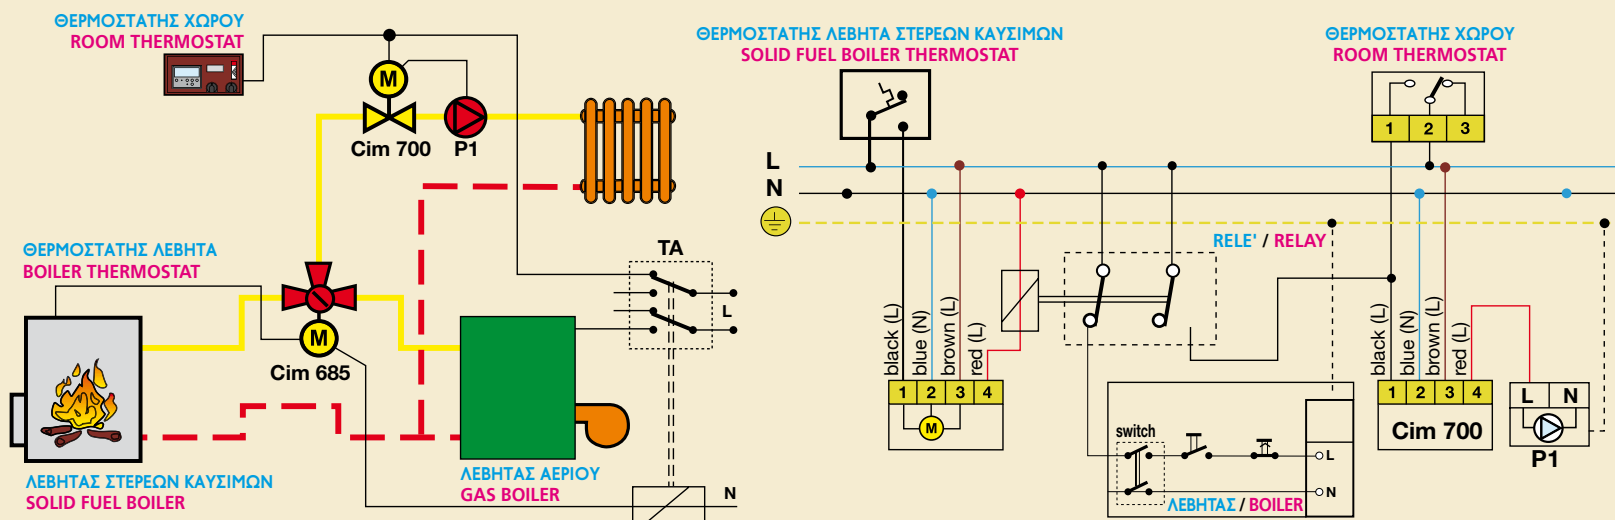 ΘΕΡΜΟΣΤΑΤΗΣ ΧΩΡΟΥ
ROOM THERMOSTAT
M
Cim 700
P1
ΘΕΡΜΟΣΤΑΤΗΣ ΛΕΒΗΤΑ
BOILER THERMOSTAT
M
Cim 685
TA
L
N
ΛΕΒΗΤΑΣ ΣΤΕΡΕΩΝ ΚΑΥΣΙΜΩΝ
SOLID FUEL BOILER
ΛΕΒΗΤΑΣ ΑΕΡΙΟΥ
GAS BOILER
ΘΕΡΜΟΣΤΑΤΗΣ ΛΕΒΗΤΑ ΣΤΕΡΕΩΝ ΚΑΥΣΙΜΩΝ
SOLID FUEL BOILER THERMOSTAT
ΘΕΡΜΟΣΤΑΤΗΣ ΧΩΡΟΥ
ROOM THERMOSTAT
1 2 3
L
N
RELE' / RELAY
black (L)
blue (N)
brown (L)
red (L)
1 2 3 4
M
switch
L
N
ΛΕΒΗΤΑΣ / BOILER
black (L)
blue (N)
brown (L)
red (L)
1 2 3 4
Cim 700
L N
P1